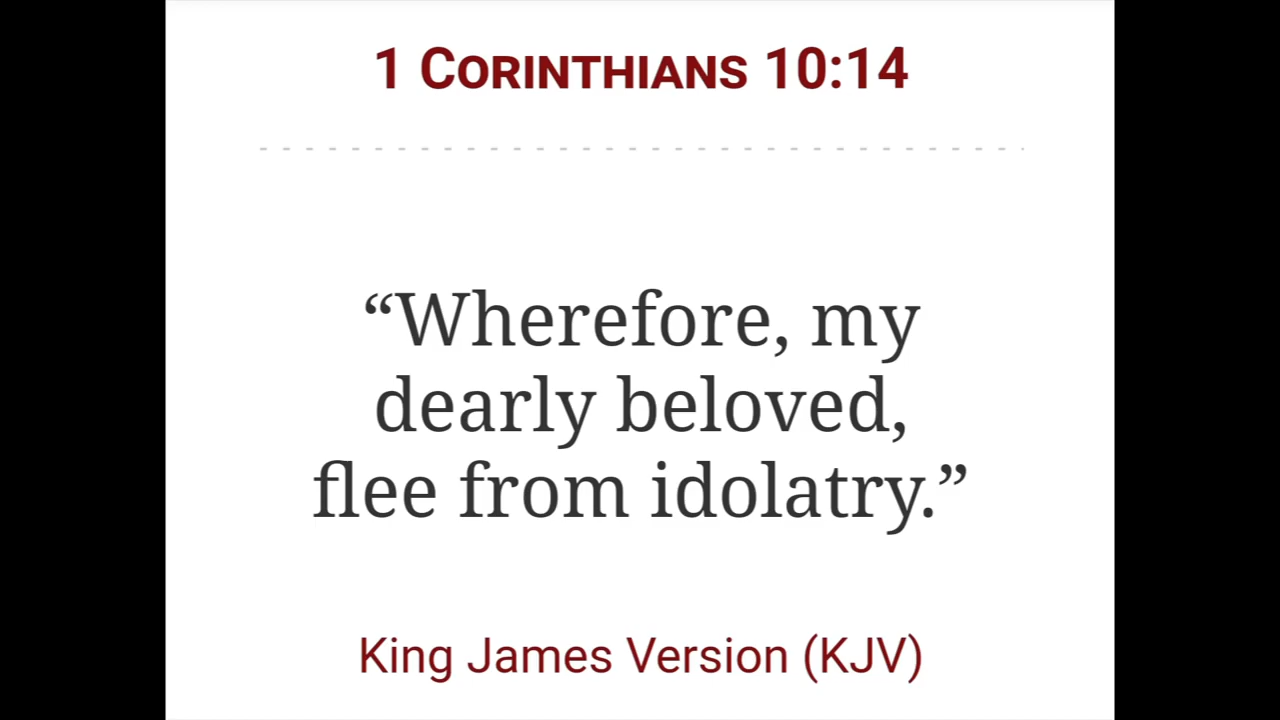 1 Corinthians 10:14
“Wherefore, my
dearly beloved,
flee from idolatry.”
King James Version (KJV)